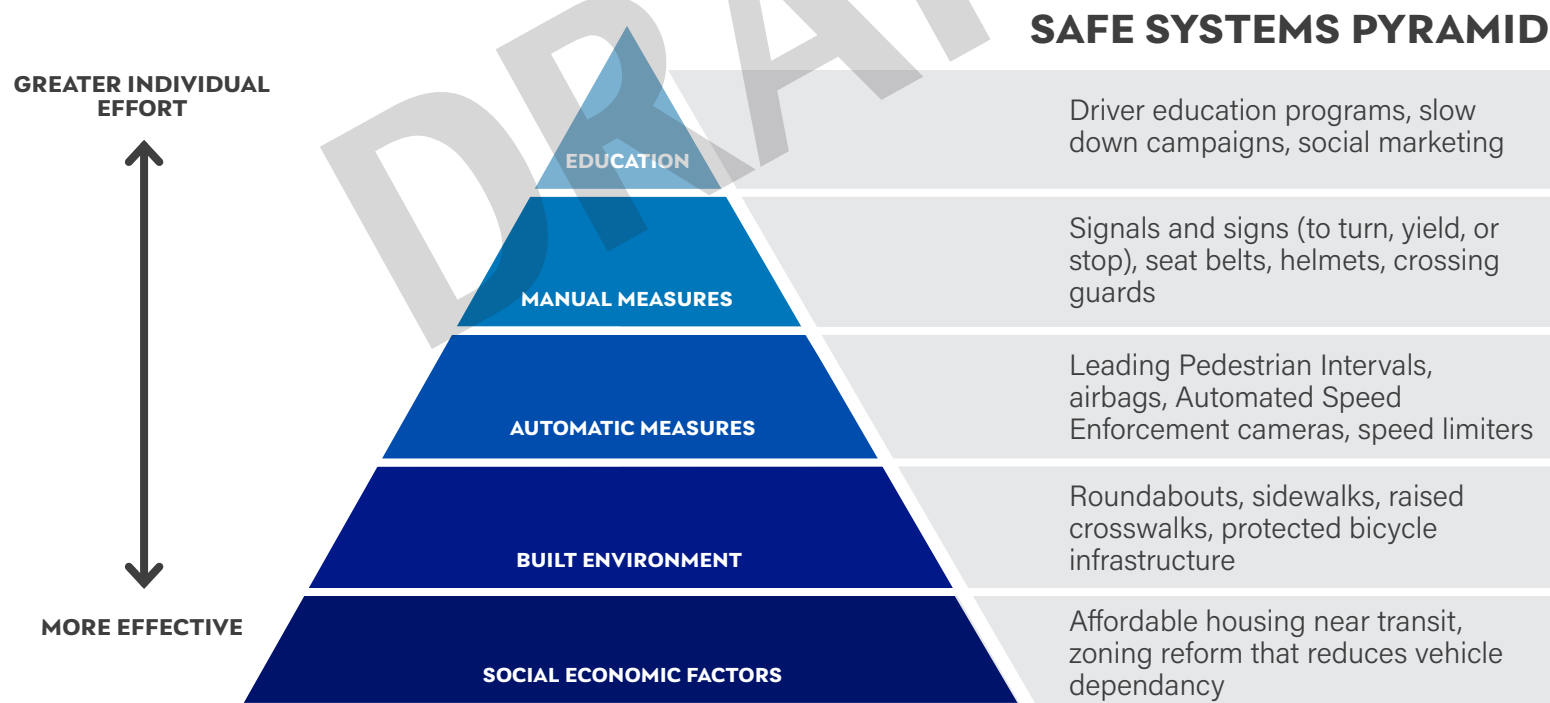 SAFE SYSTEMS PYRAMID
GREATER INDIVIDUAL
EFFORT
MORE EFFECTIVE
EDUCATION
Driver education programs, slow
down campaigns, social marketing
MANUAL MEASURES
Signals and signs (to turn, yield, or
stop), seat belts, helmets, crossing
guards
AUTOMATIC MEASURES
Leading Pedestrian Intervals,
airbags, Automated Speed
Enforcement cameras, speed limiters
BUILT ENVIRONMENT
Roundabouts, sidewalks, raised
crosswalks, protected bicycle
infrastructure
SOCIAL ECONOMIC FACTORS
Affordable housing near transit,
zoning reform that reduces vehicle
dependancy